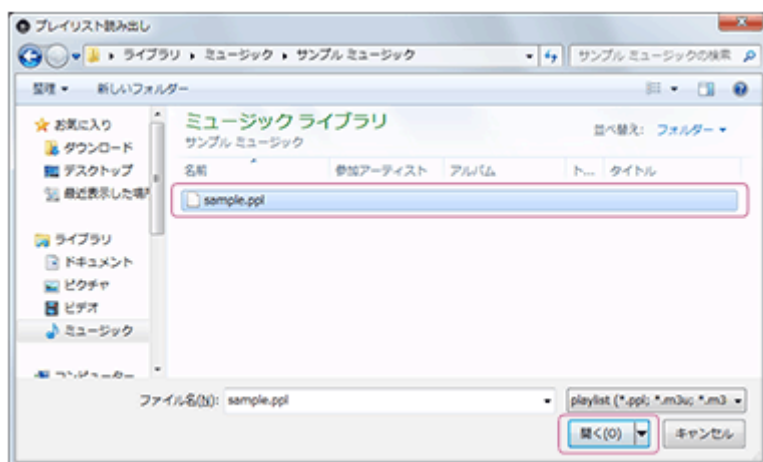 プレイリスト読み出し
ライブラリ ▸ ミュージック ▸ サンプル ミュージック
サンプル ミュージックの検索
整理 ▾ 新しいフォルダー
お気に入り
ダウンロード
デスクトップ
最近表示した場所
ライブラリ
ドキュメント
ピクチャ
ビデオ
ミュージック
コンピューター
ミュージック ライブラリ
サンプル ミュージック
並べ替え: フォルダー ▾
名前 参加アーティスト アルバム ト... タイトル
sample.ppl
ファイル名(N): sample.ppl
playlist (*.ppl; *.m3u; *.m3
開く(O) キャンセル